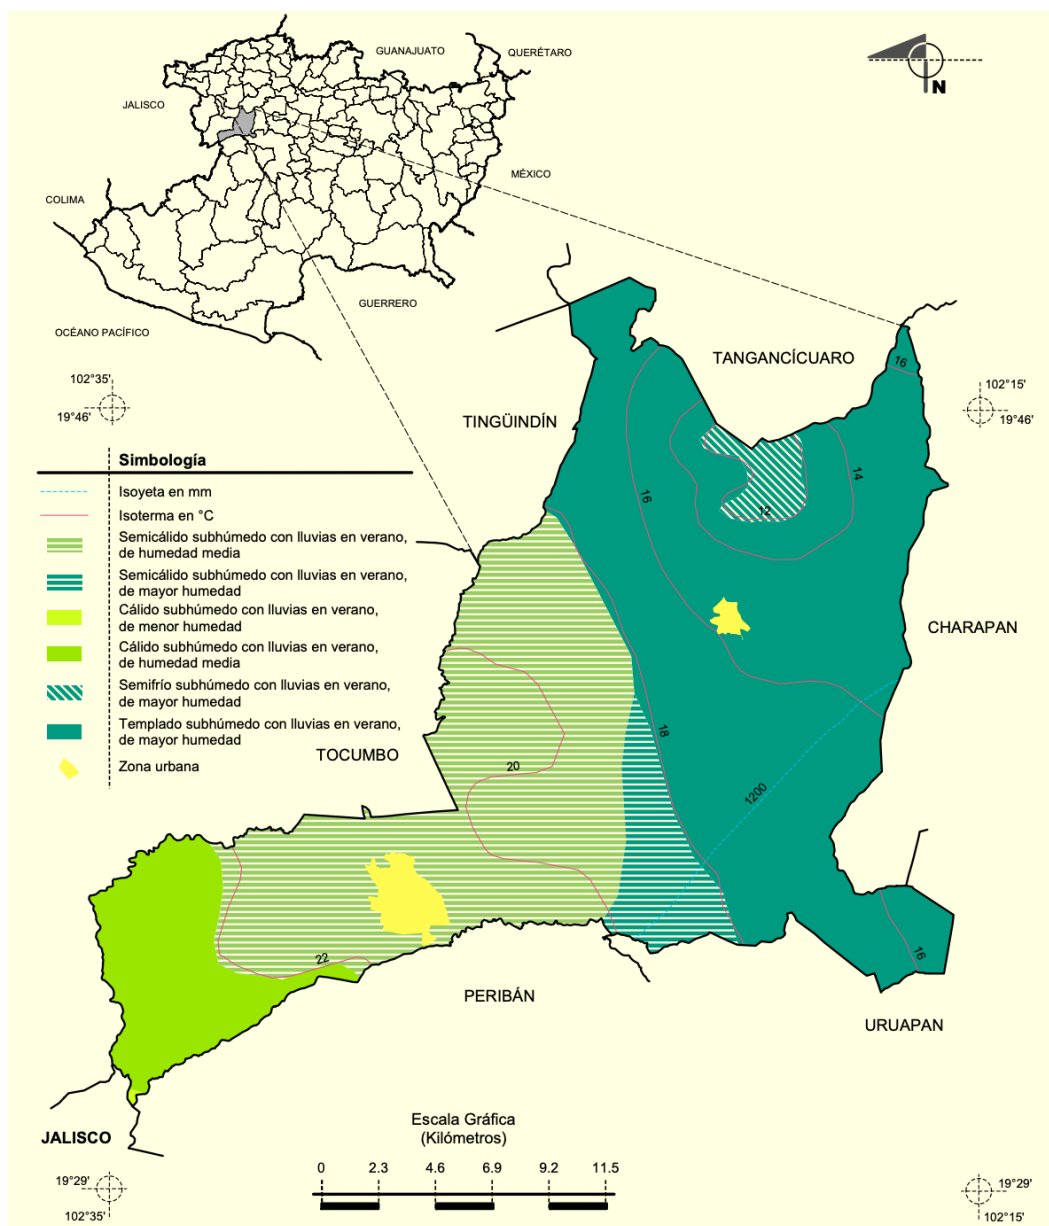 GUANAJUATO
QUERÉTARO
JALISCO
N
MÉXICO
COLIMA
GUERRERO
OCÉANO PACÍFICO
TANGANCÍCUARO
16
102°35'
19°46'
102°15'
19°46'
TINGÜINDÍN
Simbología
Isoyeta en mm
Isoterma en °C
Semicálido subhúmedo con lluvias en verano,
de humedad media
Semicálido subhúmedo con lluvias en verano,
de mayor humedad
Cálido subhúmedo con lluvias en verano,
de menor humedad
Cálido subhúmedo con lluvias en verano,
de humedad media
Semifrío subhúmedo con lluvias en verano,
de mayor humedad
Templado subhúmedo con lluvias en verano,
de mayor humedad
Zona urbana
14
16
12
CHARAPAN
18
TOCUMBO
20
1200
22
16
PERIBÁN
URUAPAN
JALISCO
Escala Gráfica
(Kilómetros)
0 2.3 4.6 6.9 9.2 11.5
19°29'
102°35'
19°29'
102°15'